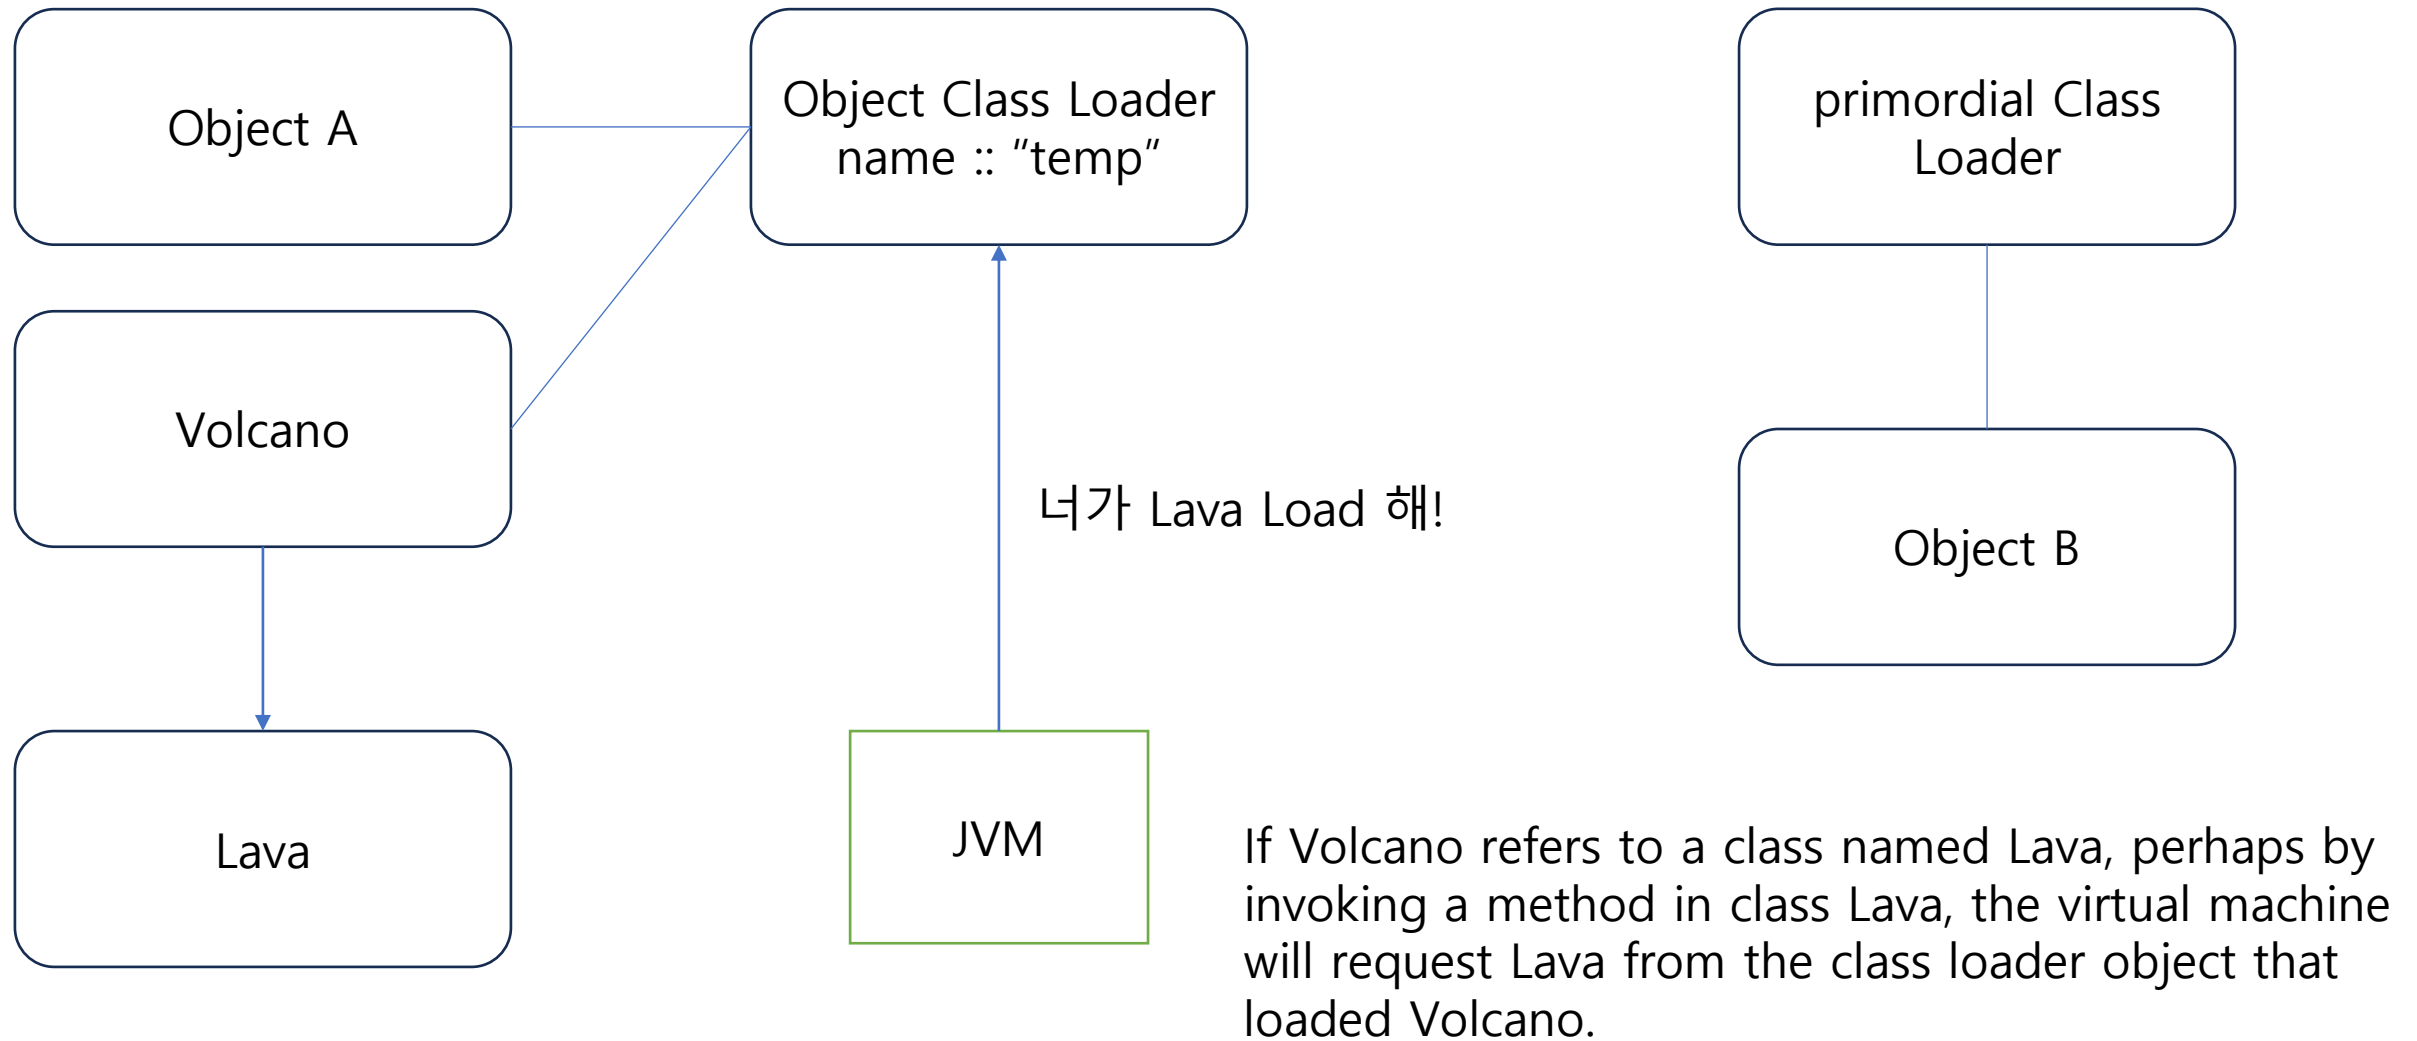 Object A
Object Class Loader
name :: “temp”
primordial Class
Loader
Volcano
너가 Lava Load 해!
Object B
Lava
JVM
If Volcano refers to a class named Lava, perhaps by
invoking a method in class Lava, the virtual machine
will request Lava from the class loader object that
loaded Volcano.